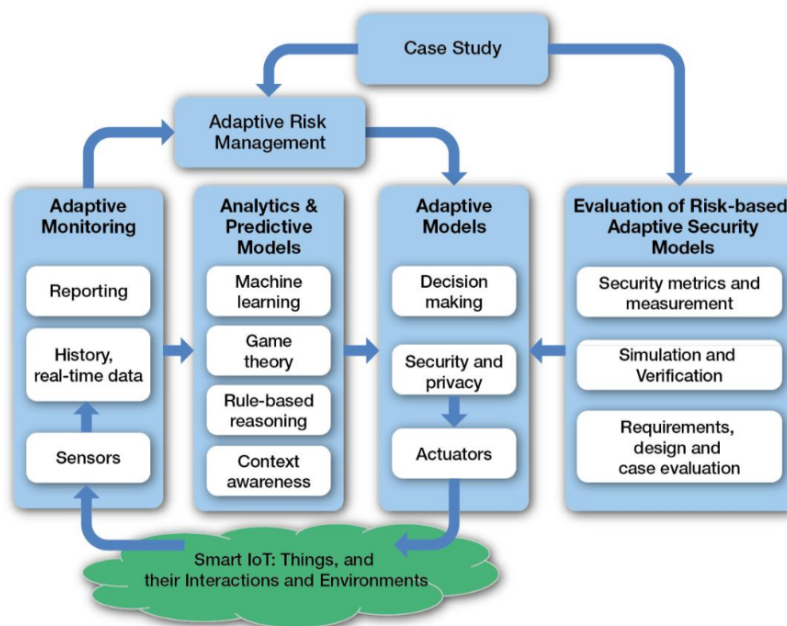 Case Study
Adaptive Risk
Management
Adaptive
Monitoring
Reporting
History,
real-time data
Sensors
Analytics &
Predictive
Models
Machine
learning
Game
theory
Rule-based
reasoning
Context
awareness
Adaptive
Models
Decision
making
Security and
privacy
Actuators
Evaluation of Risk-based
Adaptive Security
Models
Security metrics and
measurement
Simulation and
Verification
Requirements,
design and
case evaluation
Smart IoT: Things, and
their Interactions and Environments